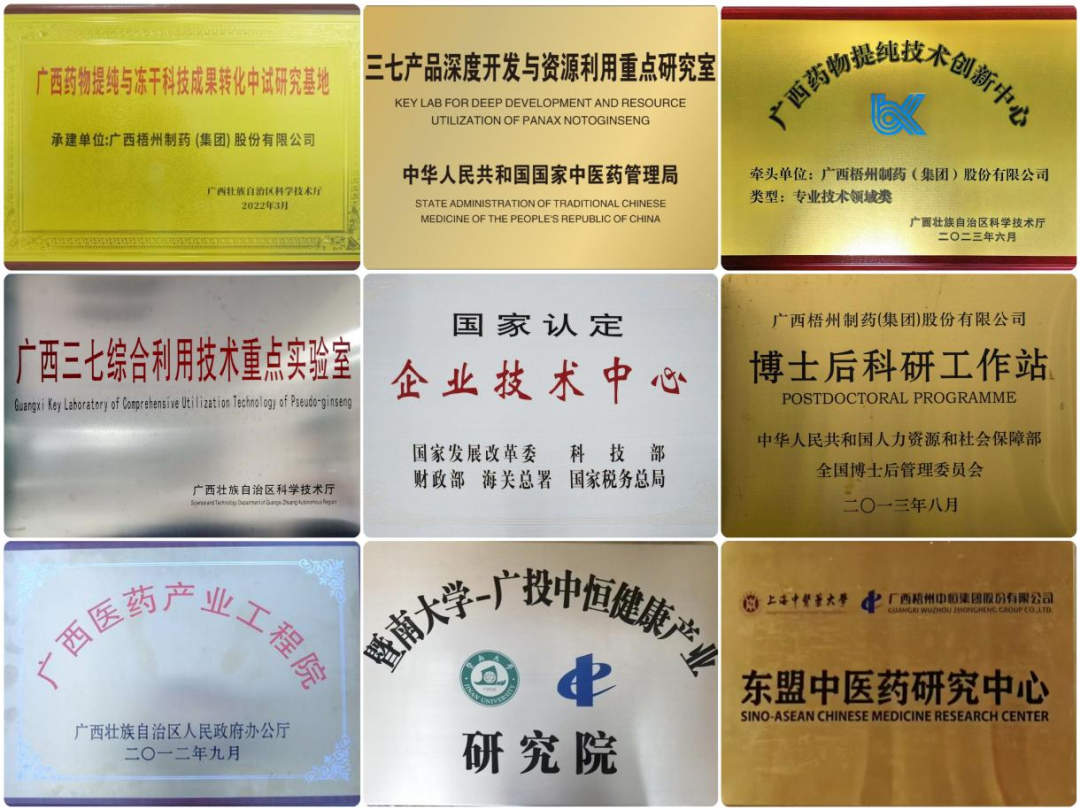 广西药物提纯与冻干科技成果转化中试研究基地
承建单位:广西梧州制药(集团)股份有限公司
广西壮族自治区科学技术厅
2022年3月
三七产品深度开发与资源利用重点研究室
KEY LAB FOR DEEP DEVELOPMENT AND RESOURCE
UTILIZATION OF PANAX NOTOGINSENG
中华人民共和国国家中医药管理局
STATE ADMINISTRATION OF TRADITIONAL CHINESE
MEDICINE OF THE PEOPLE'S REPUBLIC OF CHINA
广西药物提纯技术创新中心
牵头单位：广西梧州制药（集团）股份有限公司
类型：专业技术领域类
广西壮族自治区科学技术厅
二〇二三年六月
广西三七综合利用技术重点实验室
Guangxi Key Laboratory of Comprehensive Utilization Technology of Pseudo-ginseng
广西壮族自治区科学技术厅
Science and Technology Department of Guangxi Zhuang Autonomous Region
国家认定
企业技术中心
国家发展改革委 科技部
财政部 海关总署 国家税务总局
广西梧州制药(集团)股份有限公司
博士后科研工作站
POSTDOCTORAL PROGRAMME
中华人民共和国人力资源和社会保障部
全国博士后管理委员会
二〇一三年八月
广西医药产业工程院
广西壮族自治区人民政府办公厅
二〇一二年九月
暨南大学-广投中恒健康产业
暨南大学
1906
JINAN UNIVERSITY
研究院
上海中医药大学 广西梧州中恒集团股份有限公司
GUANGXI WUZHOU ZHONGHENG GROUP CO.,LTD.
东盟中医药研究中心
SINO-ASEAN CHINESE MEDICINE RESEARCH CENTER